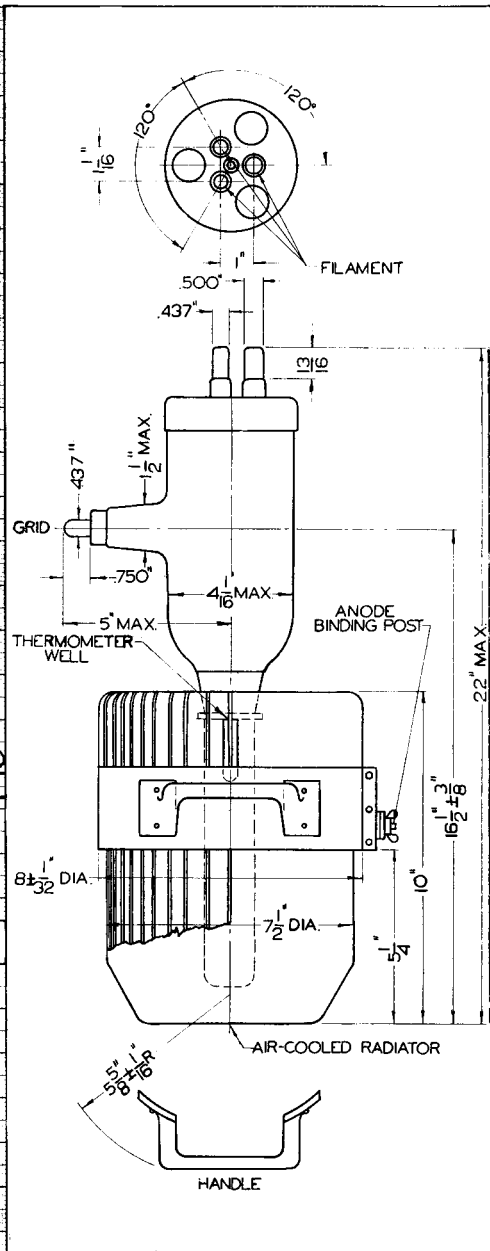 120°
120°
1 1/16"
FILAMENT
1"
.500"
.437"
13/16
.437"
1 1/2" MAX.
GRID
.750"
4 1/16" MAX.
5" MAX.
THERMOMETER
WELL
ANODE
BINDING POST
22" MAX.
16 1/2" ± 3/8"
10"
8 ± 1/32" DIA.
7 1/2" DIA.
5 1/4"
AIR-COOLED RADIATOR
5 5/8" ± 1/16" R
HANDLE